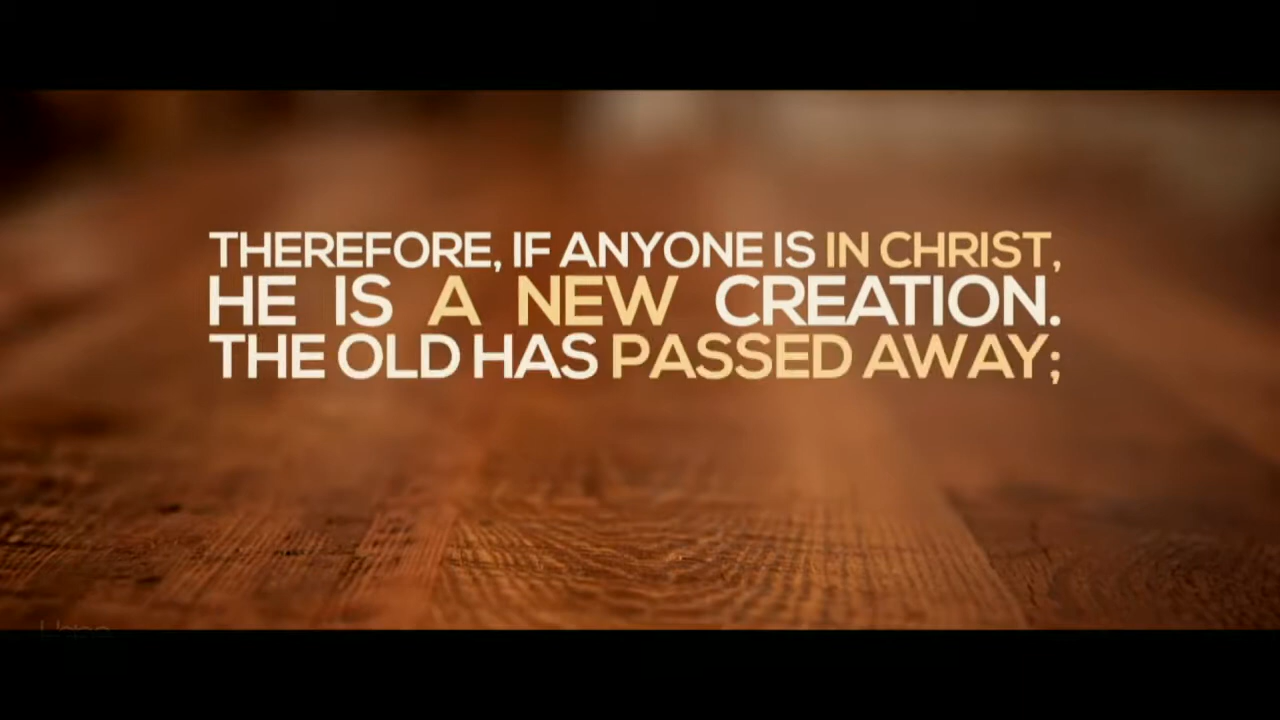 THEREFORE, IF ANYONE IS IN CHRIST,
HE IS A NEW CREATION.
THE OLD HAS PASSED AWAY;